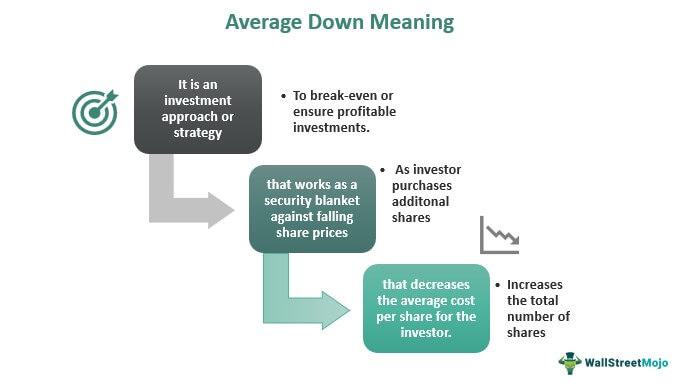 Average Down Meaning
It is an
investment
approach or
strategy
• To break-even or
ensure profitable
investments.
that works as a
security blanket
against falling
share prices
• As investor
purchases
additonal
shares
that decreases
the average cost
per share for the
investor.
• Increases
the total
number of
shares
WallStreetMojo